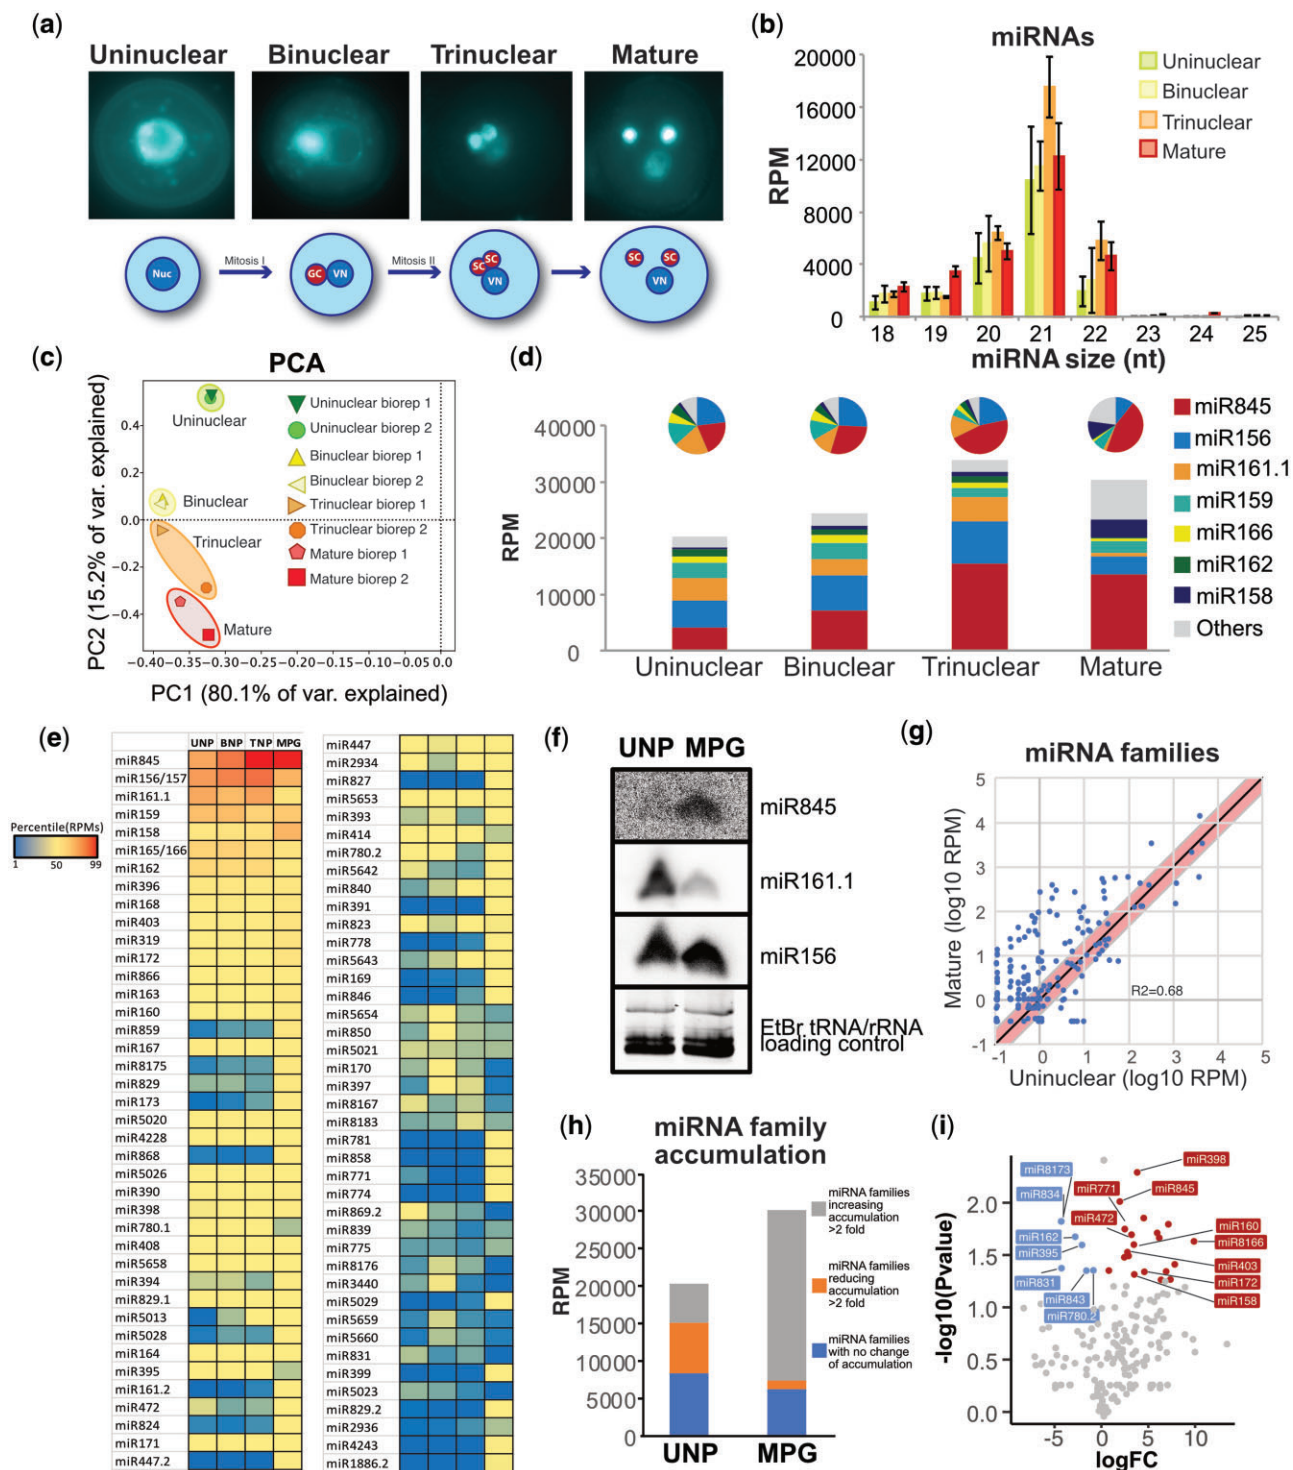 (a)
Uninuclear Binuclear Trinuclear Mature
Nuc
Mitosis I
GC VN
Mitosis II
SC SC VN
SC SC VN
(b)
miRNAs
RPM
20000
16000
12000
8000
4000
0
18 19 20 21 22 23 24 25
miRNA size (nt)
Uninuclear
Binuclear
Trinuclear
Mature
(c)
PCA
PC2 (15.2% of var. explained)
0.4
0.2
0.0
−0.2
−0.4
−0.40 −0.35 −0.30 −0.25 −0.20 −0.15 −0.10 −0.05 0.0
PC1 (80.1% of var. explained)
Uninuclear
Binuclear
Trinuclear
Mature
Uninuclear biorep 1
Uninuclear biorep 2
Binuclear biorep 1
Binuclear biorep 2
Trinuclear biorep 1
Trinuclear biorep 2
Mature biorep 1
Mature biorep 2
(d)
RPM
40000
30000
20000
10000
0
Uninuclear Binuclear Trinuclear Mature
miR845
miR156
miR161.1
miR159
miR166
miR162
miR158
Others
(e)
Percentile(RPMs)
1 50 99
UNP BNP TNP MPG
miR845
miR156/157
miR161.1
miR159
miR158
miR165/166
miR162
miR396
miR168
miR403
miR319
miR172
miR866
miR163
miR160
miR859
miR167
miR8175
miR829
miR173
miR5020
miR4228
miR868
miR5026
miR390
miR398
miR780.1
miR408
miR5658
miR394
miR829.1
miR5013
miR5028
miR164
miR395
miR161.2
miR472
miR824
miR171
miR447.2
miR447
miR2934
miR827
miR5653
miR393
miR414
miR780.2
miR5642
miR840
miR391
miR823
miR778
miR5643
miR169
miR846
miR5654
miR850
miR5021
miR170
miR397
miR8167
miR8183
miR781
miR858
miR771
miR774
miR869.2
miR839
miR775
miR8176
miR3440
miR5029
miR5659
miR5660
miR831
miR399
miR5023
miR829.2
miR2936
miR4243
miR1886.2
(f)
UNP MPG
miR845
miR161.1
miR156
EtBr tRNA/rRNA
loading control
(g)
miRNA families
Mature (log10 RPM)
5
4
3
2
1
0
-1
-1 0 1 2 3 4 5
R2=0.68
Uninuclear (log10 RPM)
(h)
miRNA family
accumulation
RPM
35000
30000
25000
20000
15000
10000
5000
0
UNP MPG
miRNA families
increasing
accumulation
>2 fold
miRNA families
reducing
accumulation
>2 fold
miRNA families
with no change
of accumulation
(i)
-log10(Pvalue)
2.0
1.5
1.0
0.5
0.0
-5 0 5 10
logFC
miR8173
miR834
miR162
miR395
miR831
miR843
miR780.2
miR771
miR472
miR398
miR845
miR160
miR8166
miR403
miR172
miR158